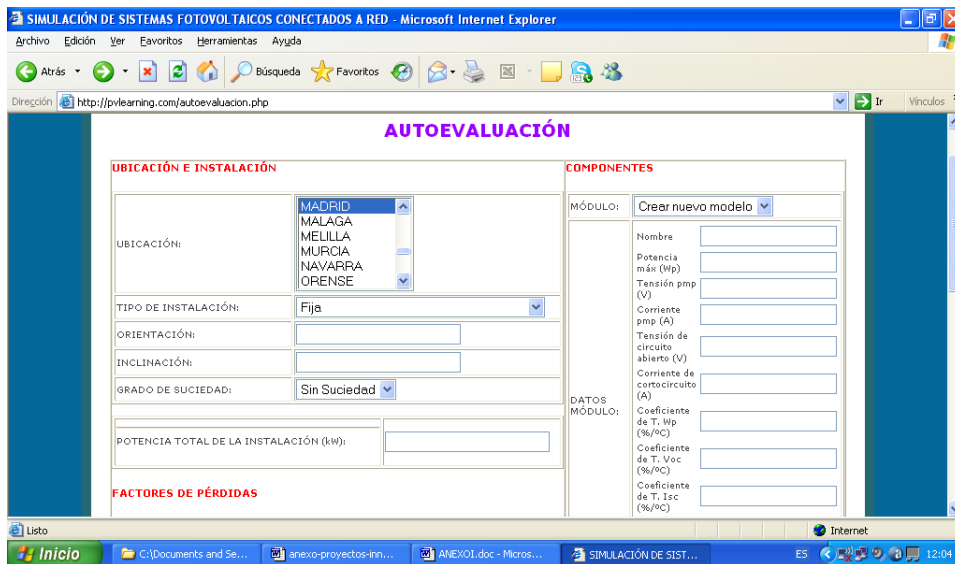 SIMULACIÓN DE SISTEMAS FOTOVOLTAICOS CONECTADOS A RED - Microsoft Internet Explorer
Archivo Edición Ver Favoritos Herramientas Ayuda
Atrás Búsqueda Favoritos
Dirección http://pvlearning.com/autoevaluacion.php Ir Vínculos
AUTOEVALUACIÓN
UBICACIÓN E INSTALACIÓN
UBICACIÓN:
MADRID
MALAGA
MELILLA
MURCIA
NAVARRA
ORENSE
TIPO DE INSTALACIÓN: Fija
ORIENTACIÓN:
INCLINACIÓN:
GRADO DE SUCIEDAD: Sin Suciedad
POTENCIA TOTAL DE LA INSTALACIÓN (kW):
FACTORES DE PÉRDIDAS
COMPONENTES
MÓDULO: Crear nuevo modelo
DATOS
MÓDULO:
Nombre
Potencia
máx (Wp)
Tensión pmp
(V)
Corriente
pmp (A)
Tensión de
circuito
abierto (V)
Corriente de
cortocircuito
(A)
Coeficiente
de T. Wp
(%/ºC)
Coeficiente
de T. Voc
(%/ºC)
Coeficiente
de T. Isc
(%/ºC)
Listo Internet
Inicio C:\Documents and Se... anexo-proyectos-inn... ANEXOI.doc - Micros... SIMULACIÓN DE SIST... ES 12:04